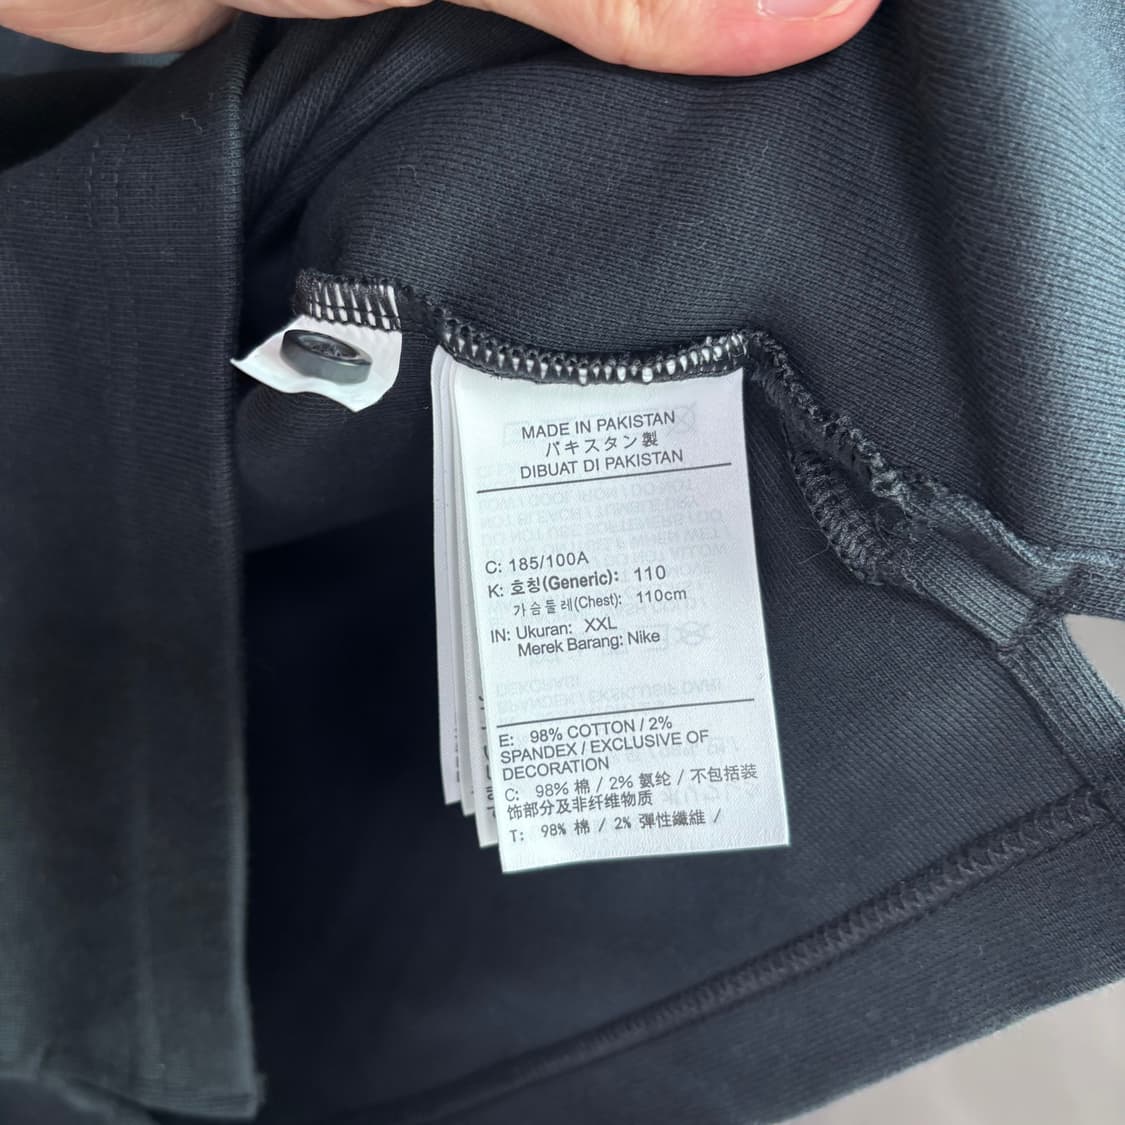 MADE IN PAKISTAN
パキスタン製
DIBUAT DI PAKISTAN
C: 185/100A
K: 호칭(Generic): 110
가슴둘레(Chest): 110cm
IN: Ukuran: XXL
Merek Barang: Nike
E: 98% COTTON / 2%
SPANDEX / EXCLUSIVE OF
DECORATION
C: 98% 棉 / 2% 氨纶 / 不包括装
饰部分及非纤维物质
T: 98% 棉 / 2% 彈性纖維 /